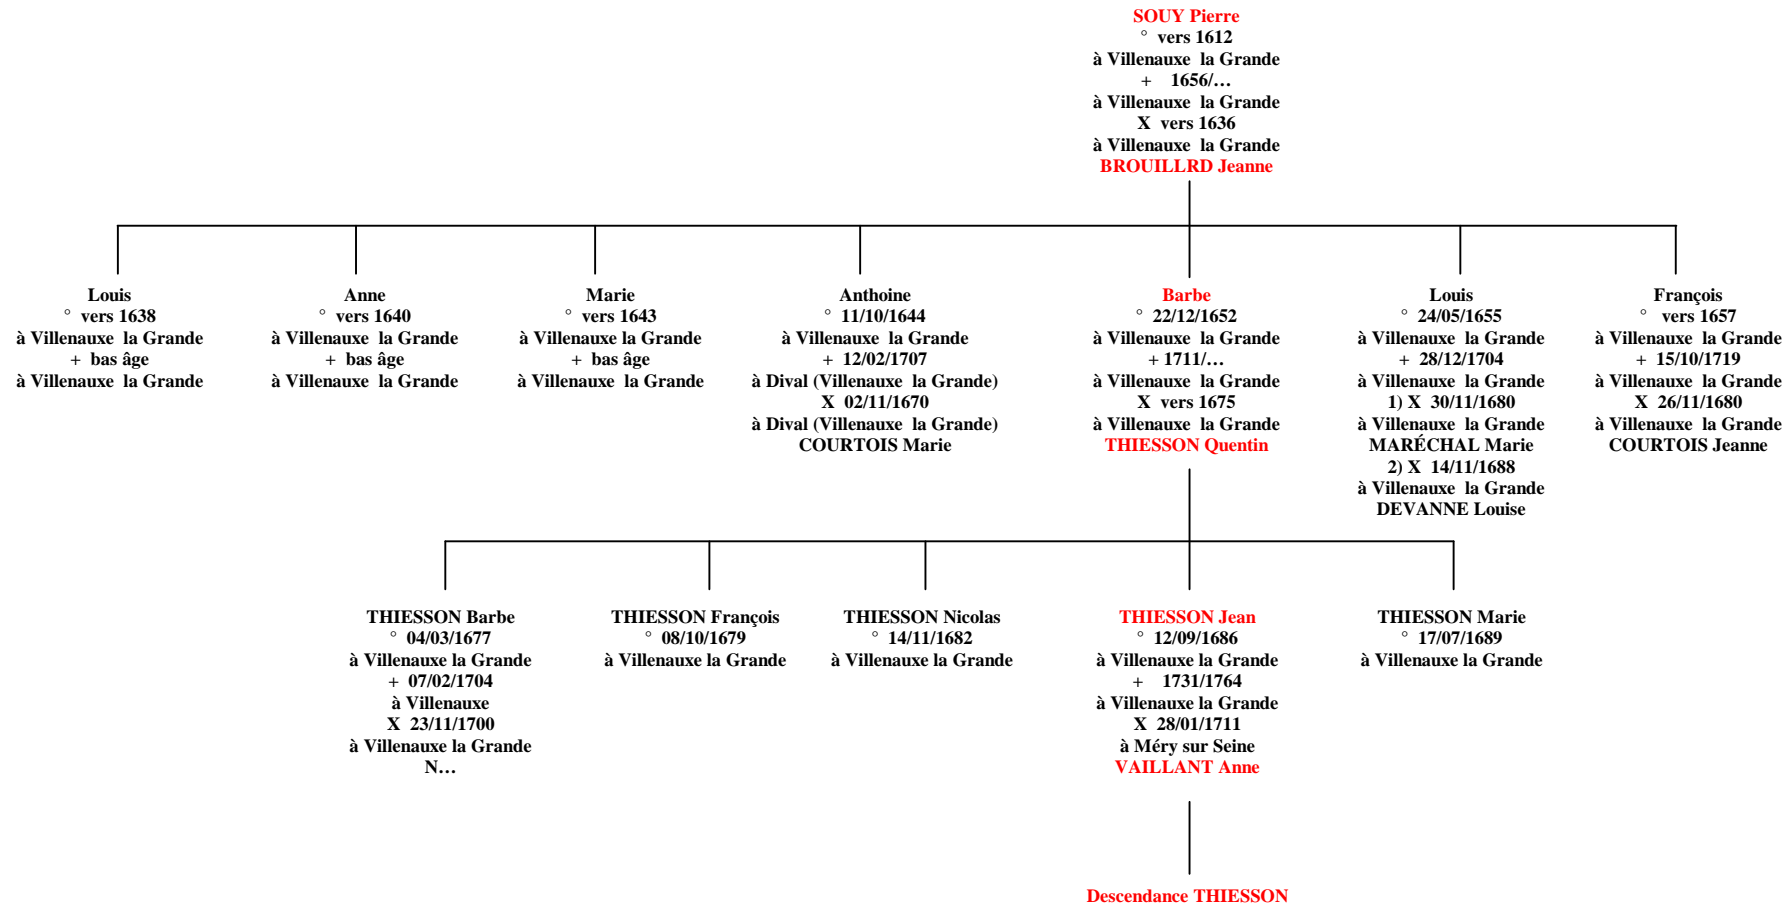 SOUY Pierre
° vers 1612
à Villenauxe la Grande
+ 1656/…
à Villenauxe la Grande
X vers 1636
à Villenauxe la Grande
BROUILLRD Jeanne
Louis
° vers 1638
à Villenauxe la Grande
+ bas âge
à Villenauxe la Grande
Anne
° vers 1640
à Villenauxe la Grande
+ bas âge
à Villenauxe la Grande
Marie
° vers 1643
à Villenauxe la Grande
+ bas âge
à Villenauxe la Grande
Anthoine
° 11/10/1644
à Villenauxe la Grande
+ 12/02/1707
à Dival (Villenauxe la Grande)
X 02/11/1670
à Dival (Villenauxe la Grande)
COURTOIS Marie
Barbe
° 22/12/1652
à Villenauxe la Grande
+ 1711/…
à Villenauxe la Grande
X vers 1675
à Villenauxe la Grande
THIESSON Quentin
Louis
° 24/05/1655
à Villenauxe la Grande
+ 28/12/1704
à Villenauxe la Grande
1) X 30/11/1680
à Villenauxe la Grande
MARÉCHAL Marie
2) X 14/11/1688
à Villenauxe la Grande
DEVANNE Louise
François
° vers 1657
à Villenauxe la Grande
+ 15/10/1719
à Villenauxe la Grande
X 26/11/1680
à Villenauxe la Grande
COURTOIS Jeanne
THIESSON Barbe
° 04/03/1677
à Villenauxe la Grande
+ 07/02/1704
à Villenauxe
X 23/11/1700
à Villenauxe la Grande
N…
THIESSON François
° 08/10/1679
à Villenauxe la Grande
THIESSON Nicolas
° 14/11/1682
à Villenauxe la Grande
THIESSON Jean
° 12/09/1686
à Villenauxe la Grande
+ 1731/1764
à Villenauxe la Grande
X 28/01/1711
à Méry sur Seine
VAILLANT Anne
THIESSON Marie
° 17/07/1689
à Villenauxe la Grande
Descendance THIESSON